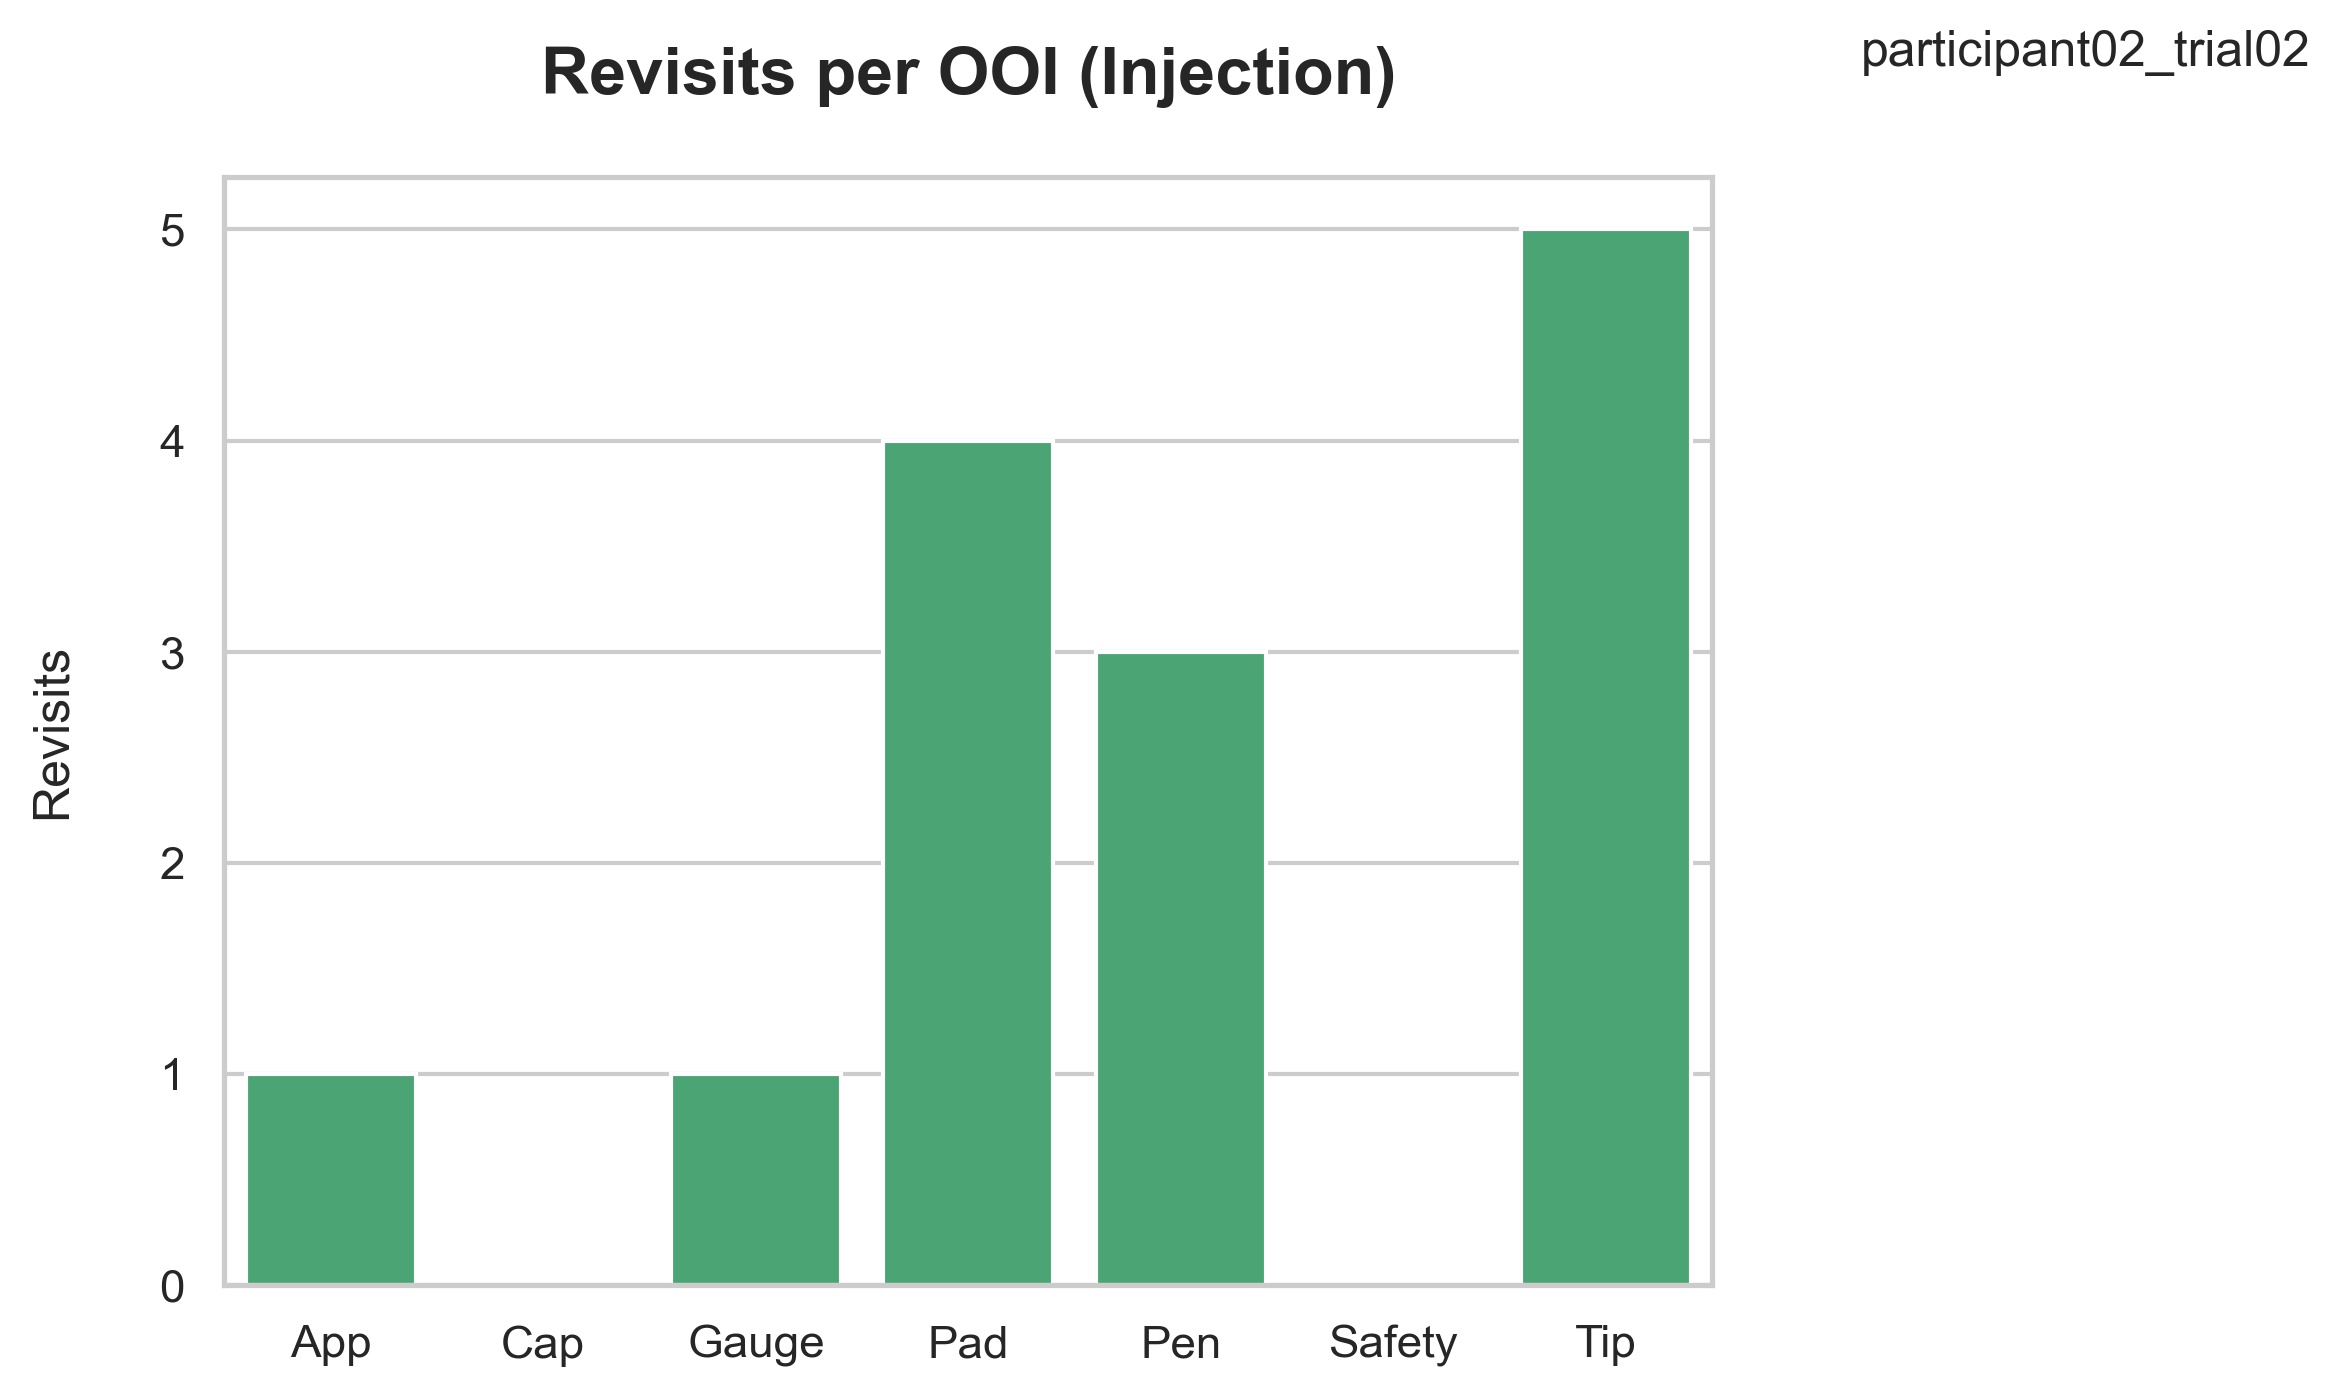 participant02_trial02
Revisits per OOI (Injection)
Revisits
5
4
3
2
1
0
App Cap Gauge Pad Pen Safety Tip